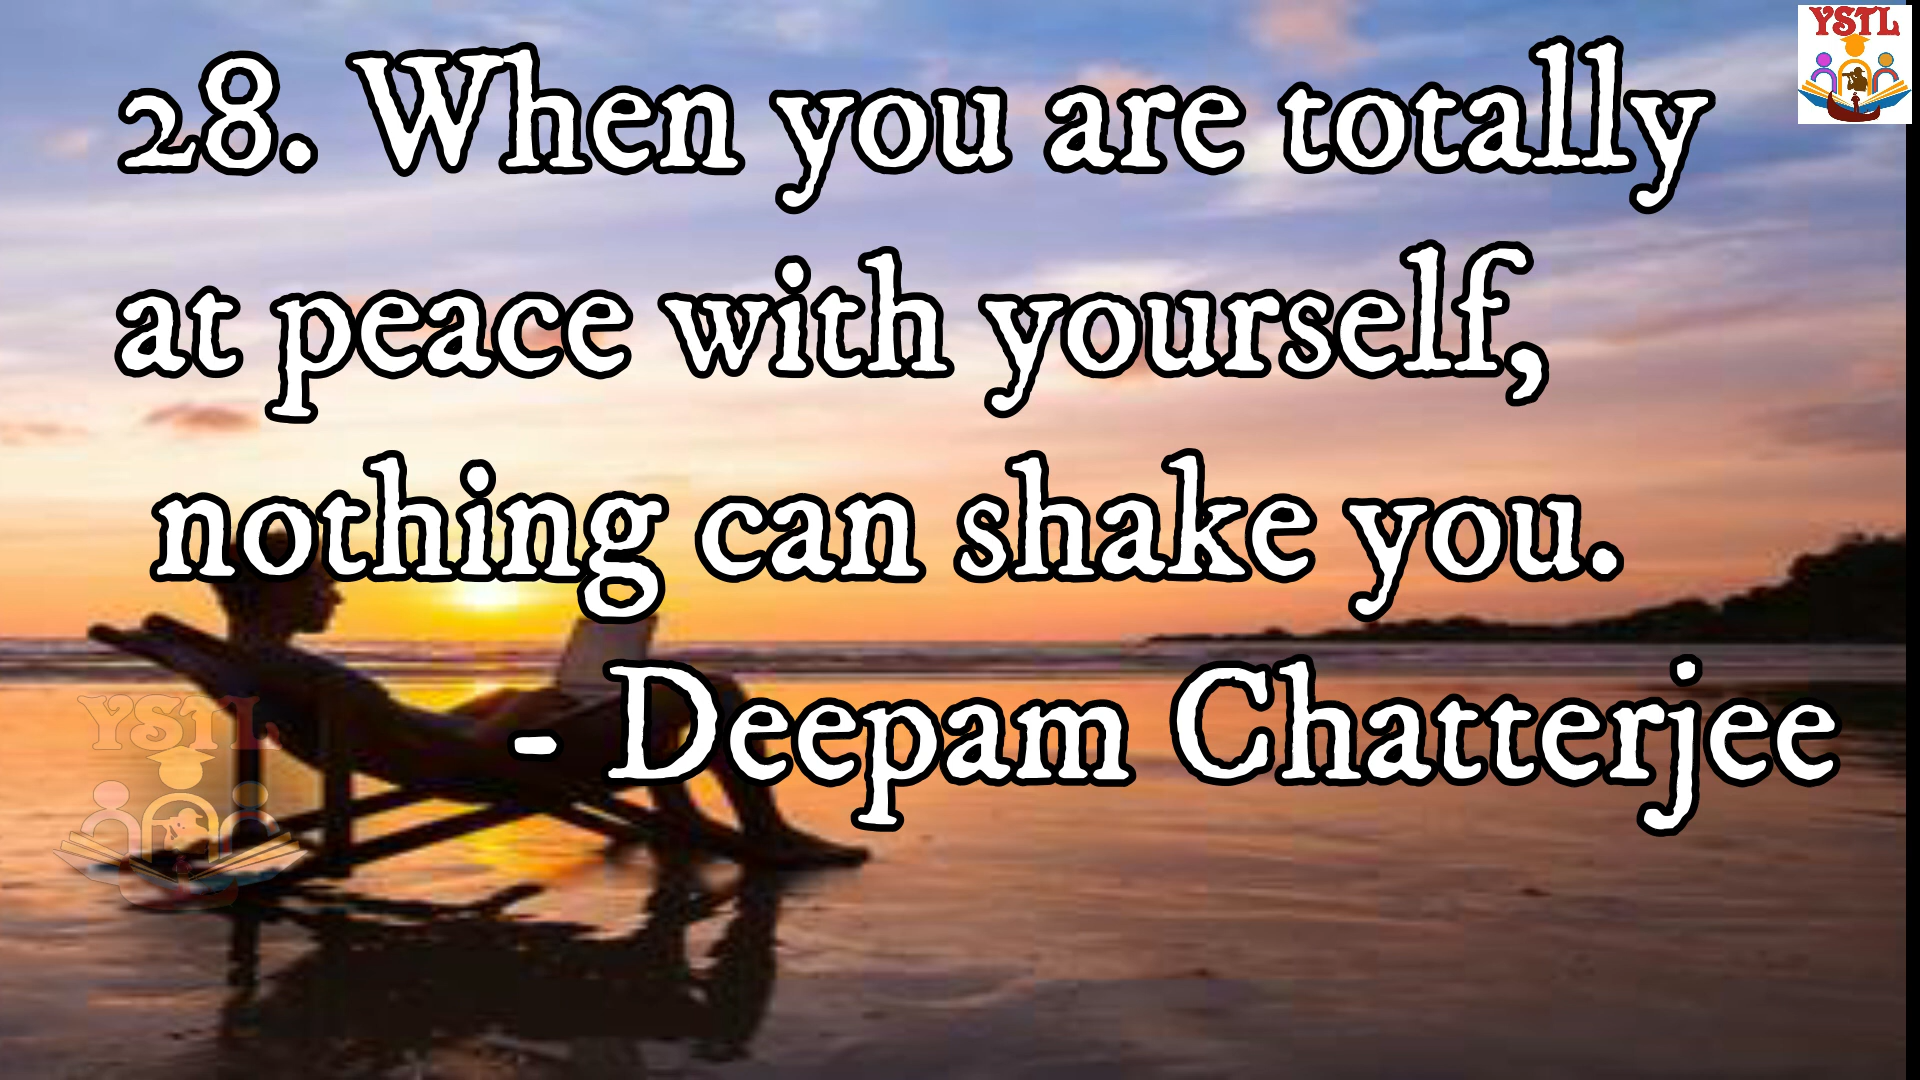 YSTL
28. When you are totally
at peace with yourself,
nothing can shake you.
- Deepam Chatterjee
YSTL